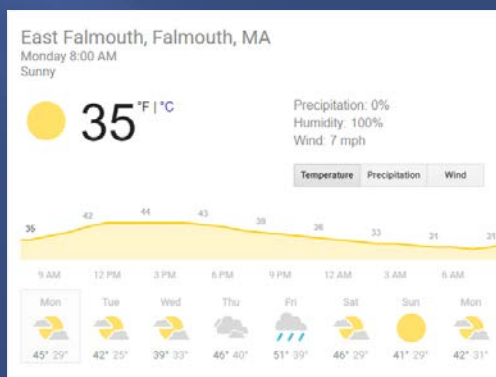 East Falmouth, Falmouth, MA
Monday 8:00 AM
Sunny
35 °F | °C
Precipitation: 0%
Humidity: 100%
Wind: 7 mph
Temperature Precipitation Wind
35 42 44 43 39 36 33 31 31
9 AM 12 PM 3 PM 6 PM 9 PM 12 AM 3 AM 6 AM
Mon Tue Wed Thu Fri Sat Sun Mon
45° 29° 42° 25° 39° 33° 46° 40° 51° 39° 46° 29° 41° 29° 42° 31°